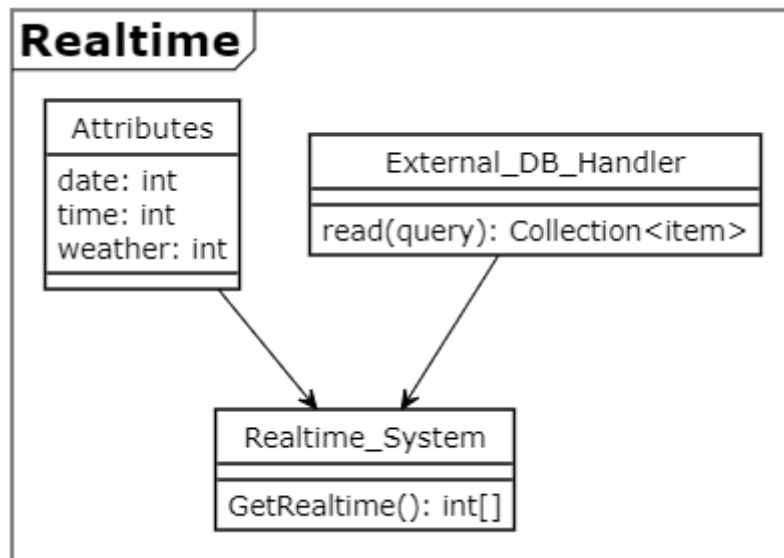 Realtime
Attributes
date: int
time: int
weather: int
External_DB_Handler
read(query): Collection<item>
Realtime_System
GetRealtime(): int[]